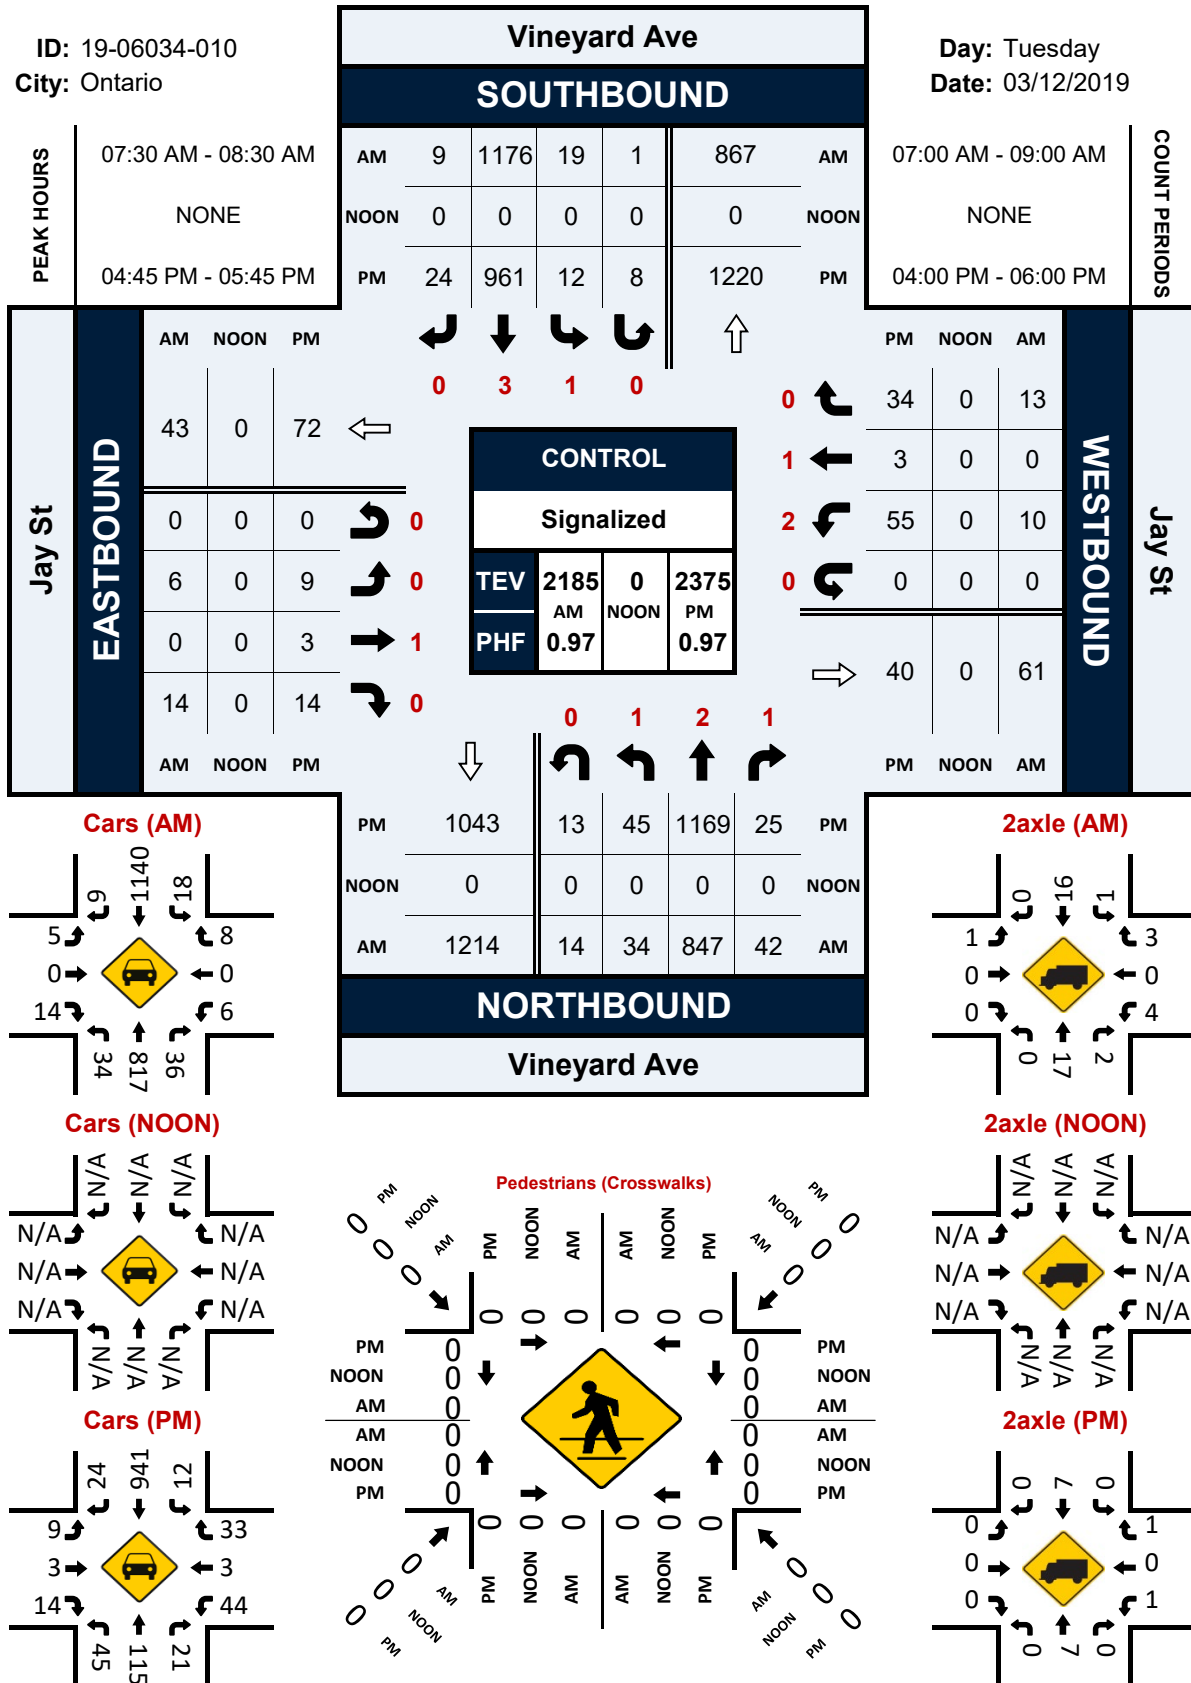 ID: 19-06034-010
City: Ontario
Vineyard Ave
SOUTHBOUND
Day: Tuesday
Date: 03/12/2019
PEAK HOURS
07:30 AM - 08:30 AM
NONE
04:45 PM - 05:45 PM
AM 9 1176 19 1 867 AM
NOON 0 0 0 0 0 NOON
PM 24 961 12 8 1220 PM
07:00 AM - 09:00 AM
NONE
04:00 PM - 06:00 PM
COUNT PERIODS
0 3 1 0
Jay St
EASTBOUND
AM NOON PM
43 0 72
0 0 0 0
6 0 9 0
0 0 3 1
14 0 14 0
AM NOON PM
CONTROL
Signalized
TEV 2185 0 2375
AM NOON PM
PHF 0.97 0.97
PM NOON AM
0 34 0 13
1 3 0 0
2 55 0 10
0 0 0 0
40 0 61
PM NOON AM
WESTBOUND
Jay St
0 1 2 1
PM 1043 13 45 1169 25 PM
NOON 0 0 0 0 0 NOON
AM 1214 14 34 847 42 AM
NORTHBOUND
Vineyard Ave
Cars (AM)
9 1140 18
5 8
0 0
14 6
34 817 36
2axle (AM)
0 16 1
1 3
0 0
0 4
0 17 2
Cars (NOON)
N/A N/A N/A
N/A N/A
N/A N/A
N/A N/A
N/A N/A N/A
2axle (NOON)
N/A N/A N/A
N/A N/A
N/A N/A
N/A N/A
N/A N/A N/A
Pedestrians (Crosswalks)
PM NOON AM
0 0 0
PM NOON AM AM NOON PM
0 0 0 0 0 0
PM NOON AM
0 0 0
PM 0 0 PM
NOON 0 0 NOON
AM 0 0 AM
AM 0 0 AM
NOON 0 0 NOON
PM 0 0 PM
0 0 0 0 0 0
PM NOON AM AM NOON PM
0 0 0
AM NOON PM
0 0 0
AM NOON PM
Cars (PM)
24 941 12
9 33
3 3
14 44
45 115 21
2axle (PM)
0 7 0
0 1
0 0
0 1
0 7 0